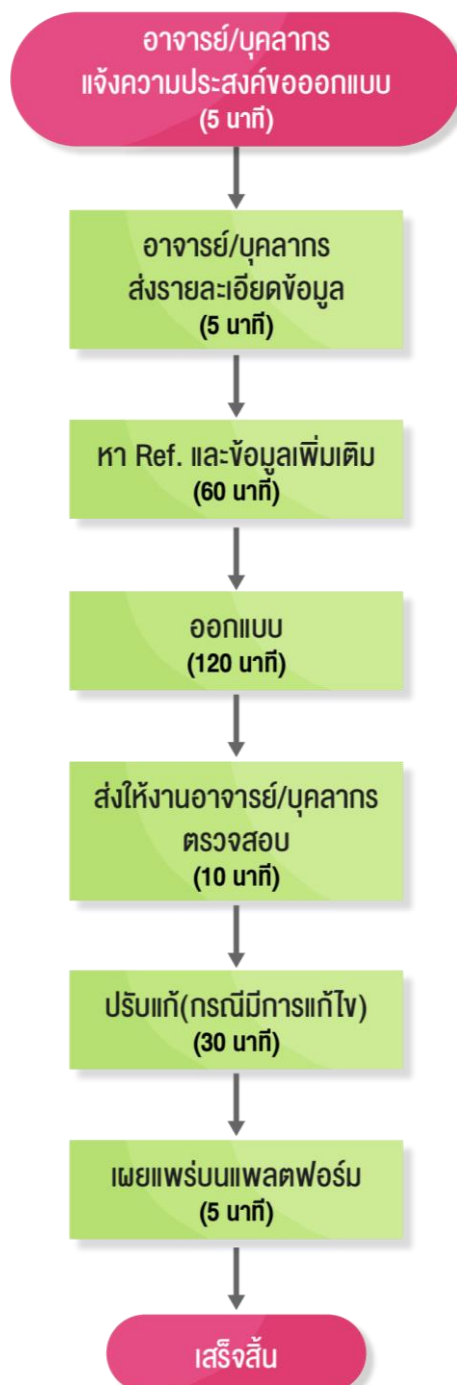 อาจารย์/บุคลากร
แจ้งความประสงค์ขอออกแบบ
(5 นาที)
อาจารย์/บุคลากร
ส่งรายละเอียดข้อมูล
(5 นาที)
หา Ref. และข้อมูลเพิ่มเติม
(60 นาที)
ออกแบบ
(120 นาที)
ส่งให้งานอาจารย์/บุคลากร
ตรวจสอบ
(10 นาที)
ปรับแก้(กรณีมีการแก้ไข)
(30 นาที)
เผยแพร่บนแพลตฟอร์ม
(5 นาที)
เสร็จสิ้น